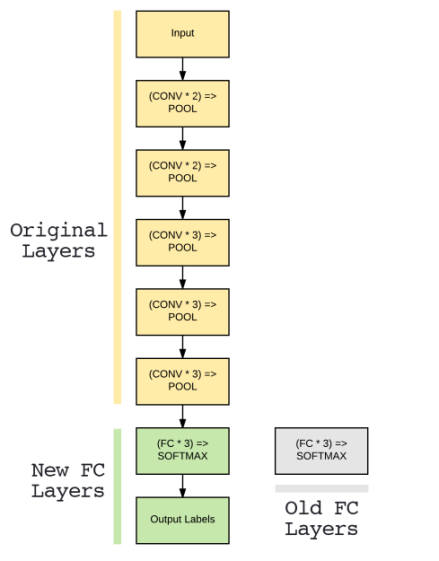 Input
(CONV * 2) =>
POOL
(CONV * 2) =>
POOL
Original
Layers
(CONV * 3) =>
POOL
(CONV * 3) =>
POOL
(CONV * 3) =>
POOL
New FC
Layers
(FC * 3) =>
SOFTMAX
Output Labels
(FC * 3) =>
SOFTMAX
Old FC
Layers